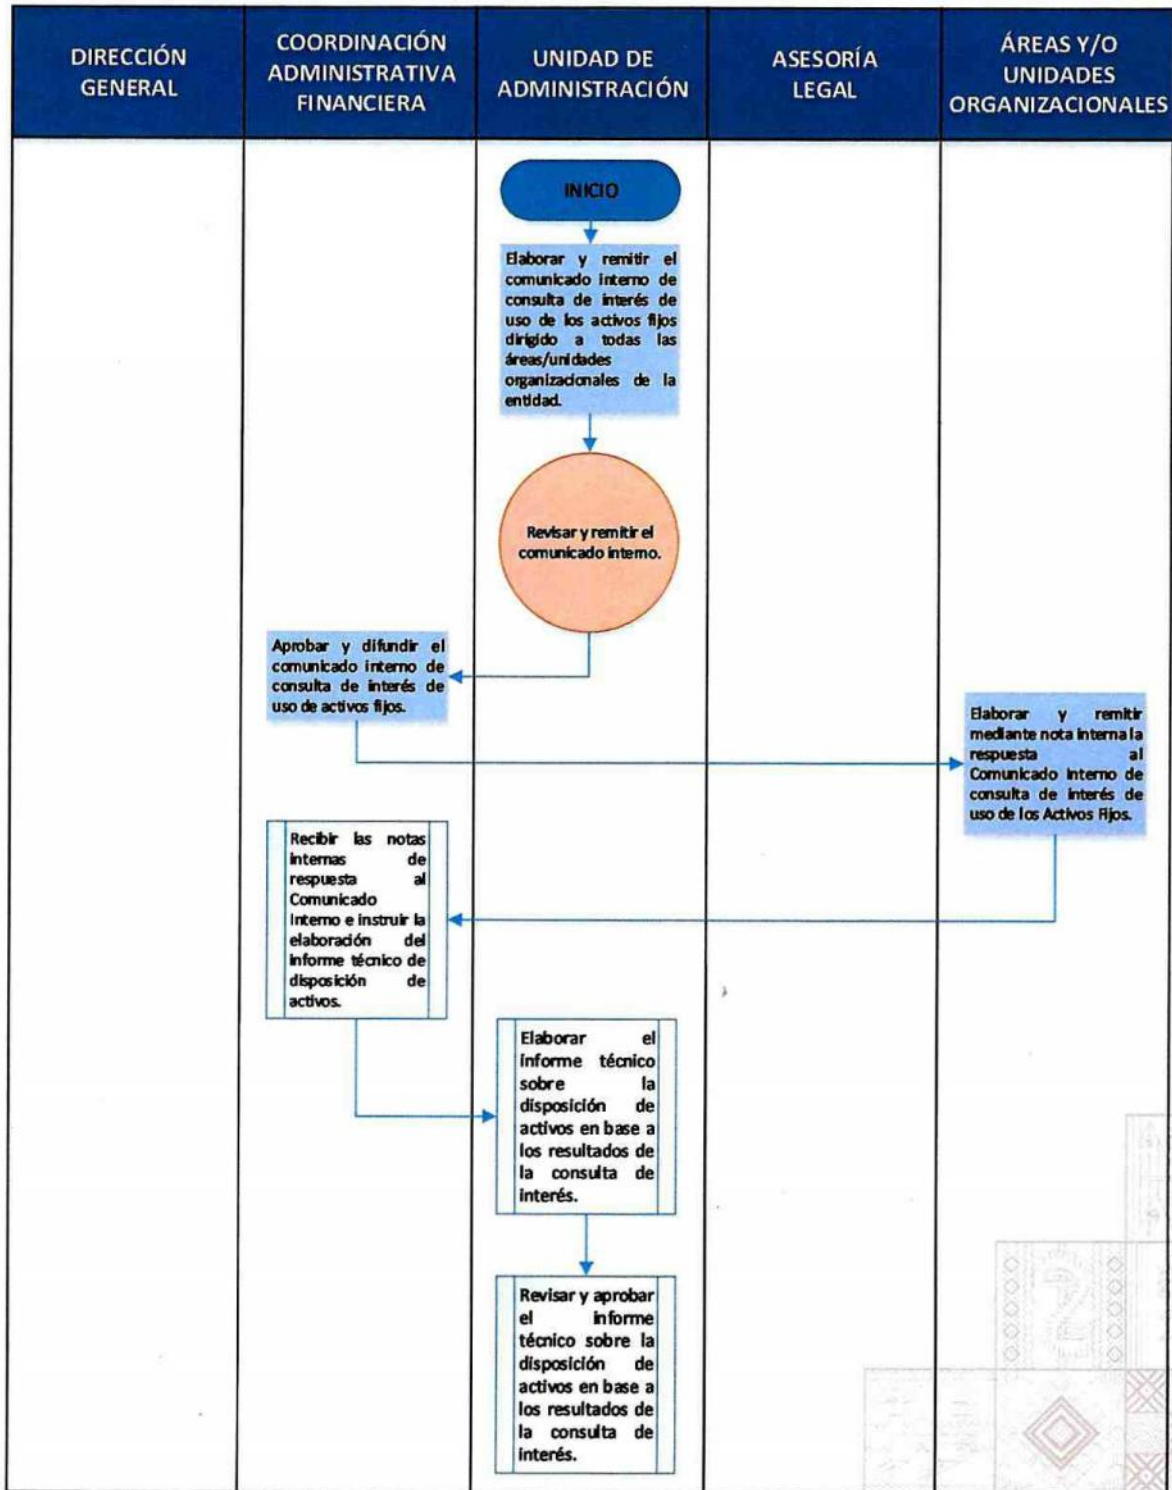 DIRECCIÓN
GENERAL
COORDINACIÓN
ADMINISTRATIVA
FINANCIERA
UNIDAD DE
ADMINISTRACIÓN
ASESORÍA
LEGAL
ÁREAS Y/O
UNIDADES
ORGANIZACIONALES
INICIO
Elaborar y remitir el
comunicado interno de
consulta de interés de
uso de los activos fijos
dirigido a todas las
áreas/unidades
organizacionales de la
entidad.
Revisar y remitir el
comunicado interno.
Aprobar y difundir el
comunicado interno de
consulta de interés de
uso de activos fijos.
Elaborar y remitir
mediante nota interna la
respuesta al
Comunicado Interno de
consulta de interés de
uso de los Activos Fijos.
Recibir las notas
internas de
respuesta al
Comunicado
Interno e instruir la
elaboración del
informe técnico de
disposición de
activos.
Elaborar el
informe técnico
sobre la
disposición de
activos en base a
los resultados de
la consulta de
interés.
Revisar y aprobar
el informe
técnico sobre la
disposición de
activos en base a
los resultados de
la consulta de
interés.